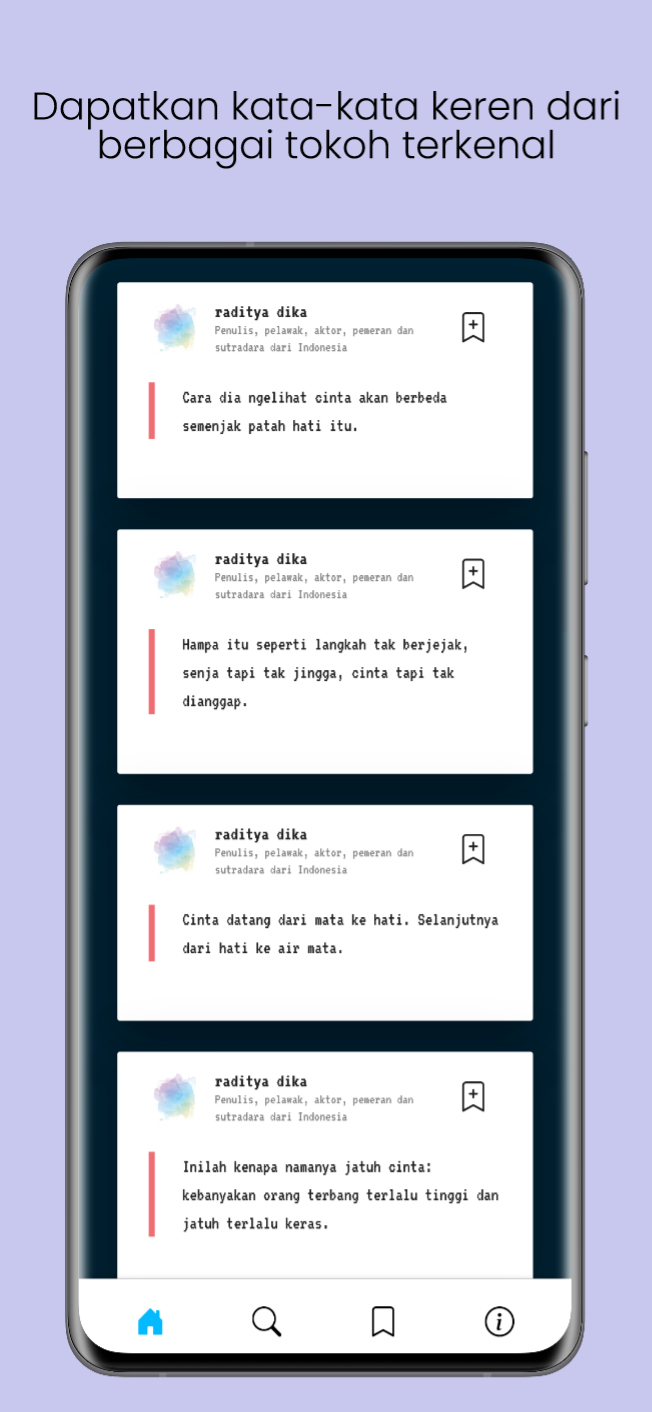 Dapatkan kata-kata keren dari
berbagai tokoh terkenal
raditya dika
Penulis, pelawak, aktor, pemeran dan
sutradara dari Indonesia
Cara dia ngelihat cinta akan berbeda
semenjak patah hati itu.
raditya dika
Penulis, pelawak, aktor, pemeran dan
sutradara dari Indonesia
Hampa itu seperti langkah tak berjejak,
senja tapi tak jingga, cinta tapi tak
dianggap.
raditya dika
Penulis, pelawak, aktor, pemeran dan
sutradara dari Indonesia
Cinta datang dari mata ke hati. Selanjutnya
dari hati ke air mata.
raditya dika
Penulis, pelawak, aktor, pemeran dan
sutradara dari Indonesia
Inilah kenapa namanya jatuh cinta:
kebanyakan orang terbang terlalu tinggi dan
jatuh terlalu keras.